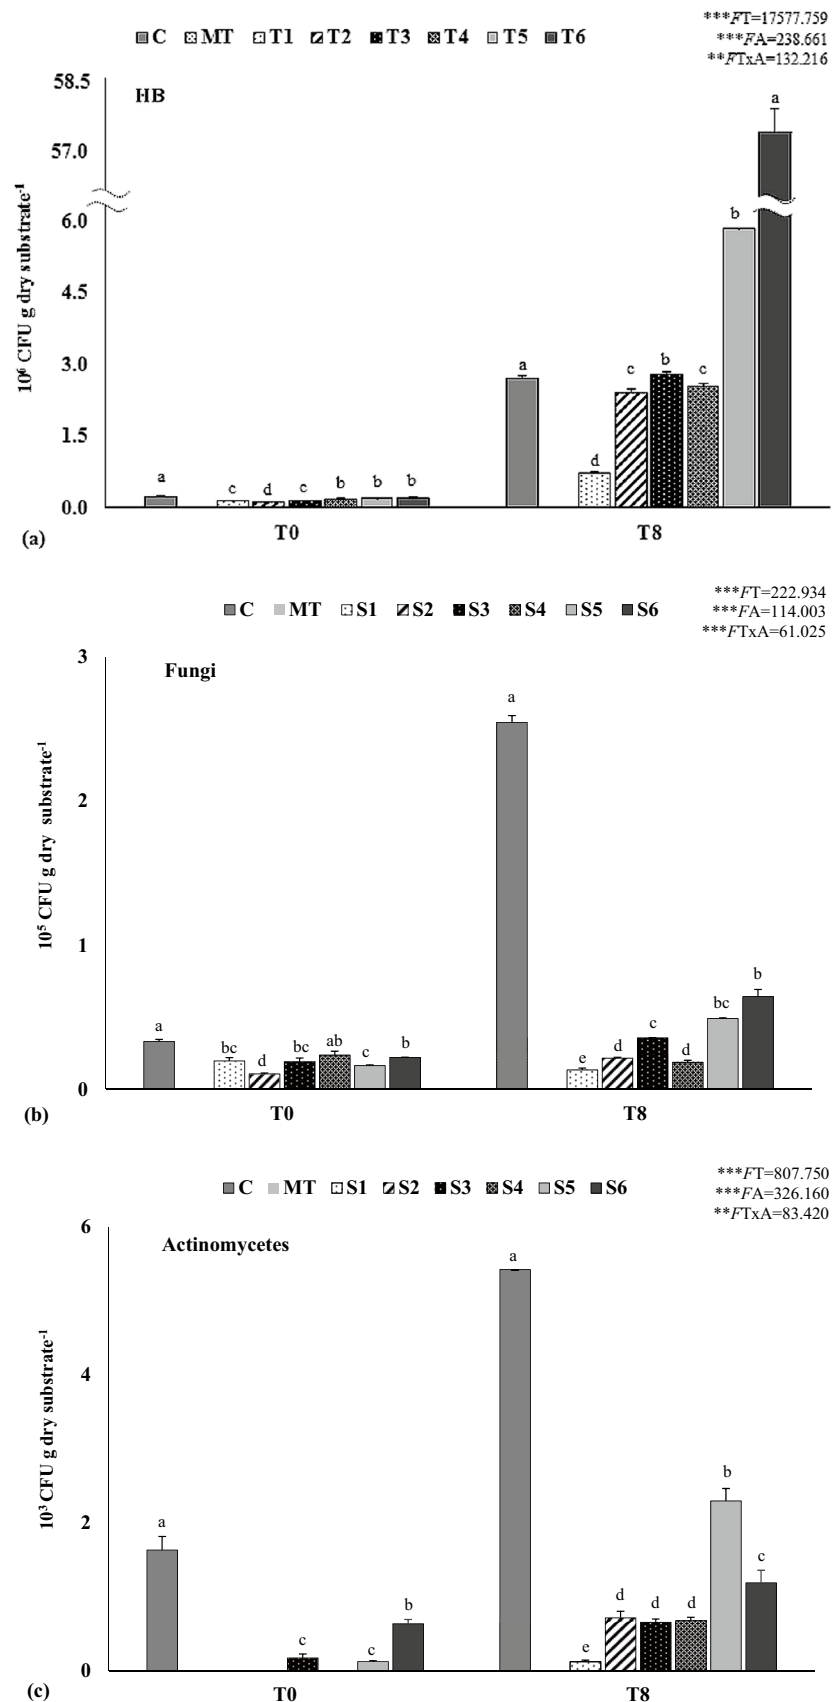 ***FT=17577.759
C MT T1 T2 T3 T4 T5 T6
***FA=238.661
**FTxA=132.216
58.5
HB
a
57.0
10⁶ CFU g dry substrate⁻¹
6.0
b
4.5
3.0
a c b c
1.5
d
a c d c b b b
0.0
T0 T8
(a)
***FT=222.934
C MT S1 S2 S3 S4 S5 S6
***FA=114.003
***FTxA=61.025
3
Fungi
a
2
10⁵ CFU g dry substrate⁻¹
1
b
bc
a bc d bc ab c b e d c d
0
T0 T8
(b)
***FT=807.750
C MT S1 S2 S3 S4 S5 S6
***FA=326.160
**FTxA=83.420
6
Actinomycetes
a
4
10³ CFU g dry substrate⁻¹
b
2
a
c
b d d d
c c e
0
T0 T8
(c)